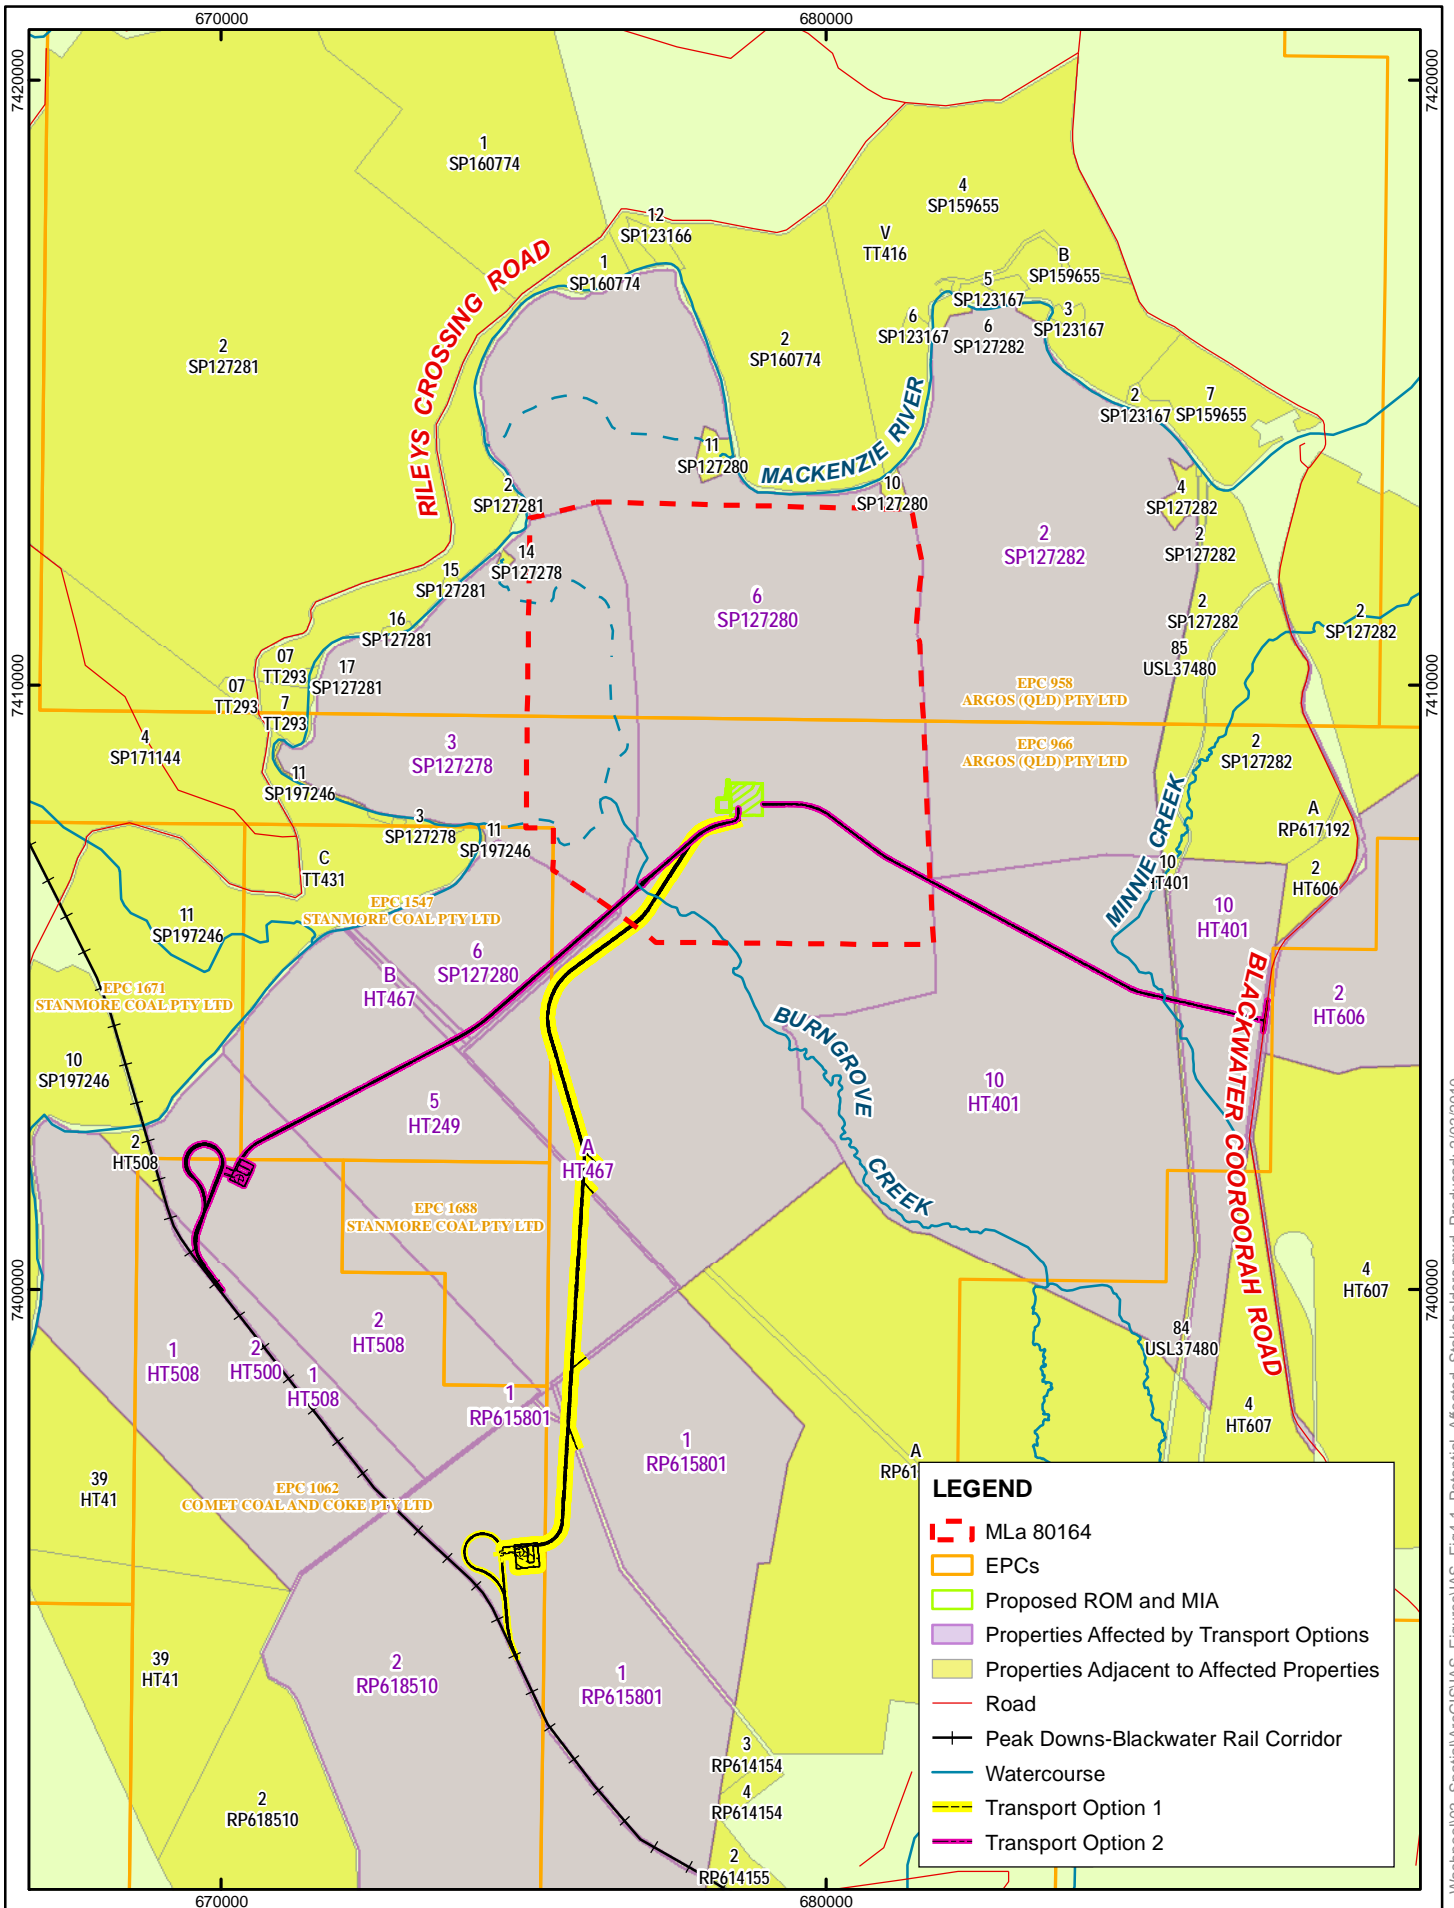 670000
680000
7420000
7420000
1
SP160774
4
SP159655
12
SP123166
V
TT416
B
SP159655
RILEYS CROSSING ROAD
1
SP160774
5
SP123167
6
SP123167
3
SP123167
6
SP127282
2
SP127281
2
SP160774
2
SP123167
7
SP159655
11
SP127280
MACKENZIE RIVER
2
SP127281
10
SP127280
4
SP127282
2
SP127282
14
SP127278
2
SP127282
15
SP127281
6
SP127280
2
SP127282
16
SP127281
2
SP127282
07
TT293
17
SP127281
85
USL37480
7410000
7410000
07
TT293
7
TT293
EPC 958
ARGOS (QLD) PTY LTD
4
SP171144
3
SP127278
EPC 966
ARGOS (QLD) PTY LTD
2
SP127282
11
SP197246
3
SP127278
11
SP197246
MINNIE CREEK
A
RP617192
C
TT431
10
HT401
2
HT606
EPC 1547
STANMORE COAL PTY LTD
11
SP197246
10
HT401
6
SP127280
B
HT467
EPC 1671
STANMORE COAL PTY LTD
2
HT606
BURNGROVE
CREEK
BLACKWATER COOROORAH ROAD
10
SP197246
5
HT249
10
HT401
2
HT508
A
HT467
EPC 1688
STANMORE COAL PTY LTD
7400000
7400000
4
HT607
1
HT508
2
HT500
1
HT508
2
HT508
84
USL37480
1
RP615801
1
RP615801
4
HT607
A
RP61
39
HT41
EPC 1062
COMET COAL AND COKE PTY LTD
39
HT41
2
RP618510
1
RP615801
2
RP618510
3
RP614154
4
RP614154
2
RP614155
LEGEND
MLa 80164
EPCs
Proposed ROM and MIA
Properties Affected by Transport Options
Properties Adjacent to Affected Properties
Road
Peak Downs-Blackwater Rail Corridor
Watercourse
Transport Option 1
Transport Option 2
670000
680000